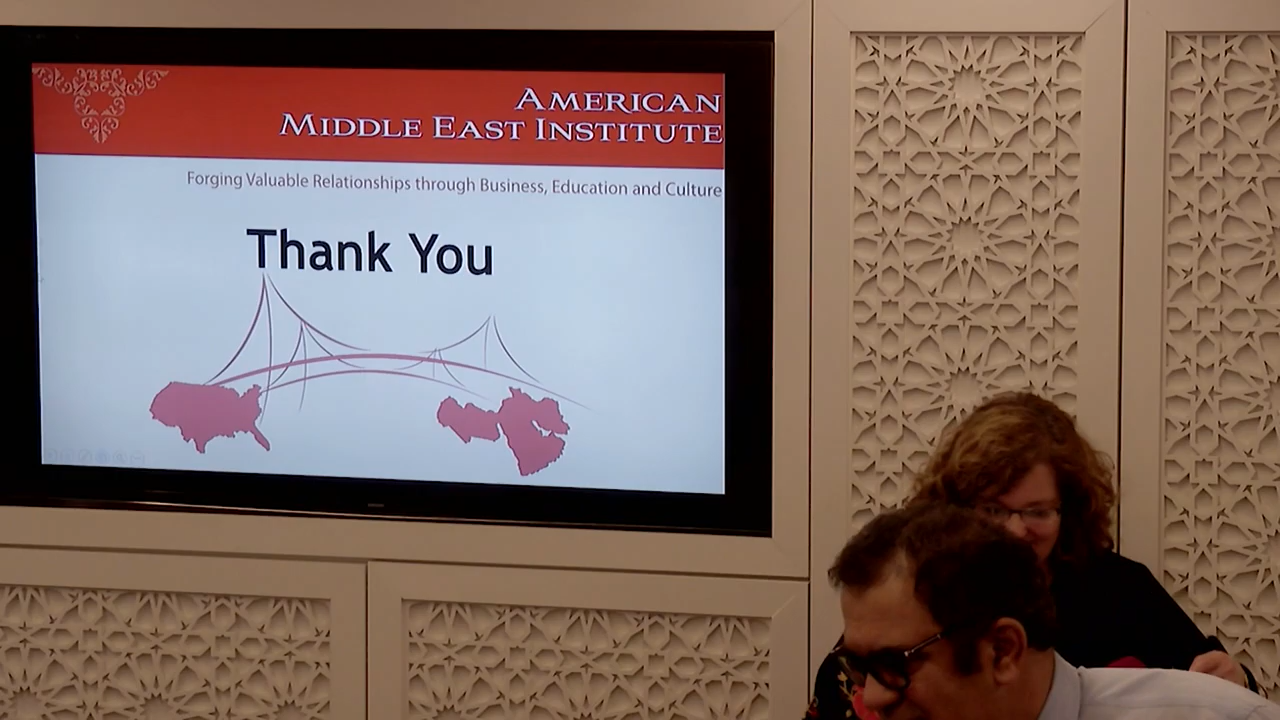 AMERICAN
MIDDLE EAST INSTITUTE
Forging Valuable Relationships through Business, Education and Culture
Thank You